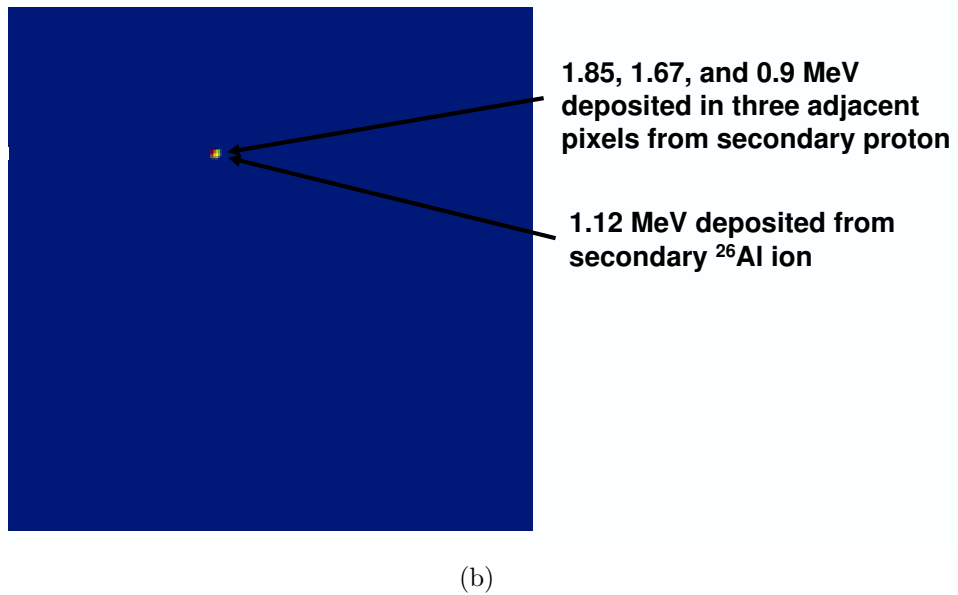 1.85, 1.67, and 0.9 MeV
deposited in three adjacent
pixels from secondary proton
1.12 MeV deposited from
secondary ²⁶Al ion
(b)